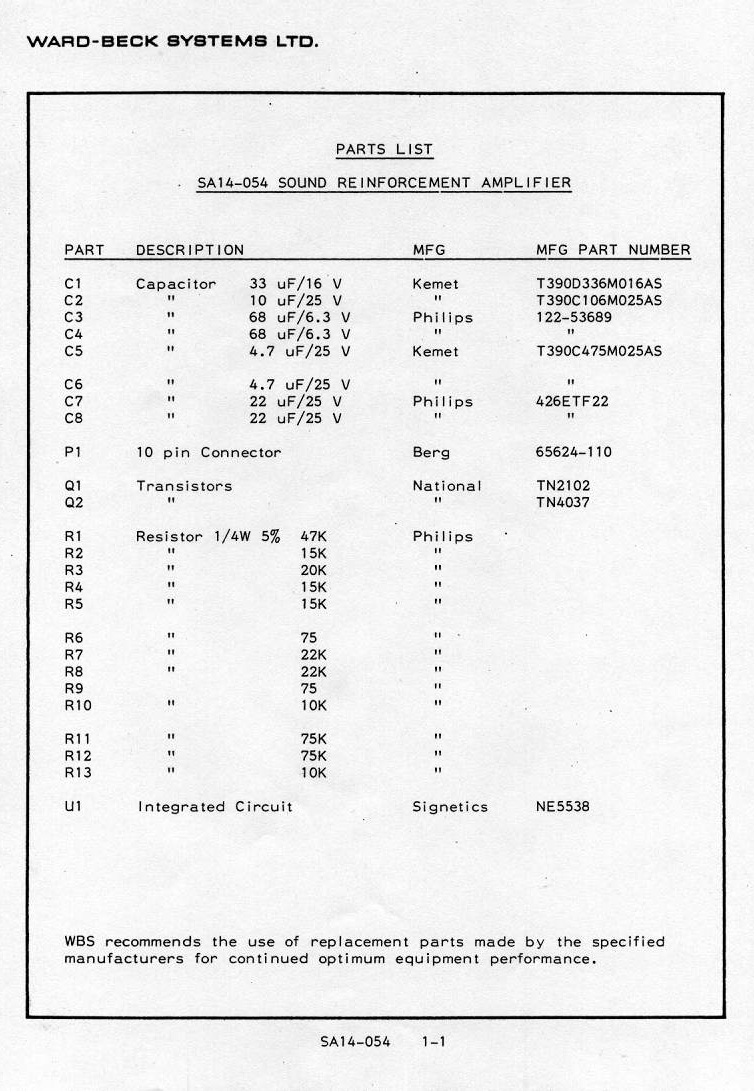 WARD-BECK SYSTEMS LTD.
PARTS LIST
SA14-054 SOUND REINFORCEMENT AMPLIFIER
PART DESCRIPTION MFG MFG PART NUMBER
C1 Capacitor 33 uF/16 V Kemet T390D336M016AS
C2 " 10 uF/25 V " T390C106M025AS
C3 " 68 uF/6.3 V Philips 122-53689
C4 " 68 uF/6.3 V " "
C5 " 4.7 uF/25 V Kemet T390C475M025AS
C6 " 4.7 uF/25 V " "
C7 " 22 uF/25 V Philips 426ETF22
C8 " 22 uF/25 V " "
P1 10 pin Connector Berg 65624-110
Q1 Transistors National TN2102
Q2 " " TN4037
R1 Resistor 1/4W 5% 47K Philips
R2 " 15K "
R3 " 20K "
R4 " 15K "
R5 " 15K "
R6 " 75 "
R7 " 22K "
R8 " 22K "
R9 75 "
R10 " 10K "
R11 " 75K "
R12 " 75K "
R13 " 10K "
U1 Integrated Circuit Signetics NE5538
WBS recommends the use of replacement parts made by the specified
manufacturers for continued optimum equipment performance.
SA14-054 1-1